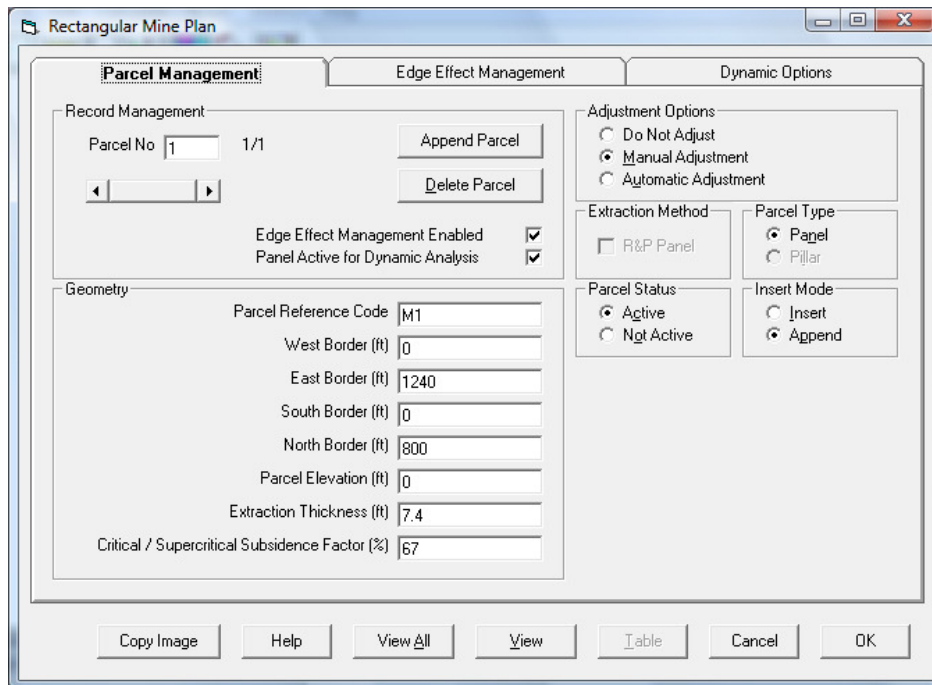 Rectangular Mine Plan
Parcel Management
Edge Effect Management
Dynamic Options
Record Management
Parcel No 1 1/1
Append Parcel
Delete Parcel
Edge Effect Management Enabled
Panel Active for Dynamic Analysis
Geometry
Parcel Reference Code M1
West Border (ft) 0
East Border (ft) 1240
South Border (ft) 0
North Border (ft) 800
Parcel Elevation (ft) 0
Extraction Thickness (ft) 7.4
Critical / Supercritical Subsidence Factor (%) 67
Adjustment Options
Do Not Adjust
Manual Adjustment
Automatic Adjustment
Extraction Method
R&P Panel
Parcel Type
Panel
Pillar
Parcel Status
Active
Not Active
Insert Mode
Insert
Append
Copy Image
Help
View All
View
Table
Cancel
OK